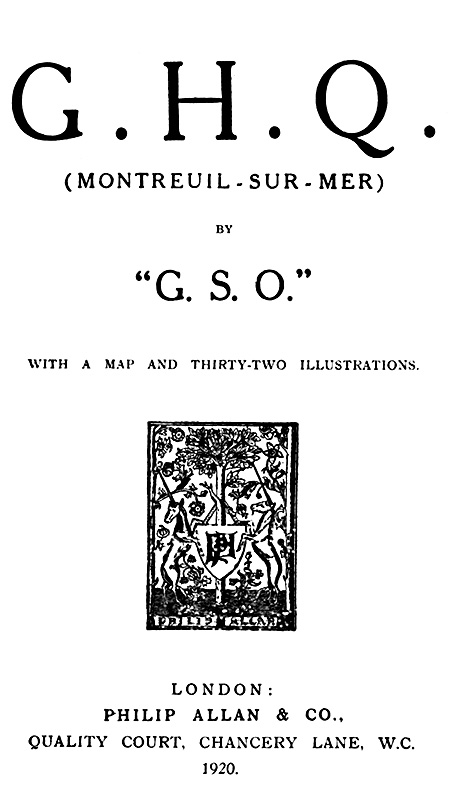 G. H. Q.
(MONTREUIL-SUR-MER)
BY
“G. S. O.”
WITH A MAP AND THIRTY-TWO ILLUSTRATIONS.
PHILIP ALLAN
LONDON:
PHILIP ALLAN & CO.,
QUALITY COURT, CHANCERY LANE, W.C.
1920.